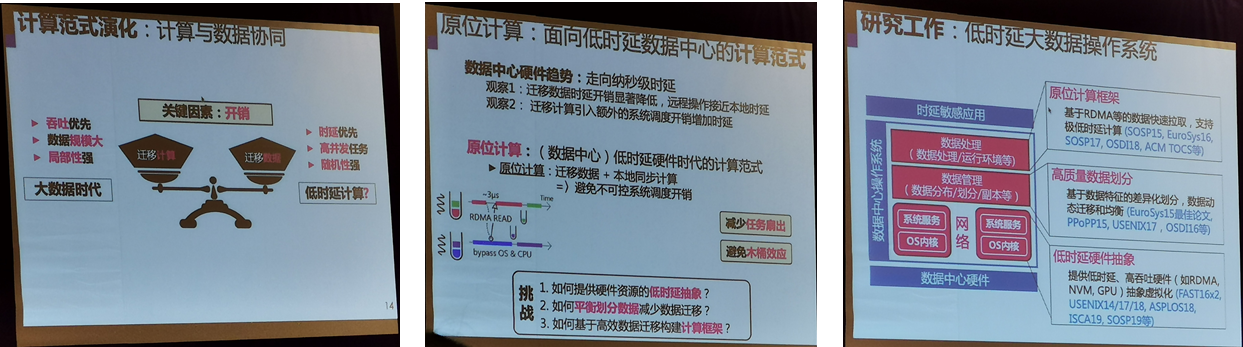 计算范式演化：计算与数据协同
关键因素：开销
吞吐优先
数据规模大
局部性强
迁移计算
迁移数据
时延优先
高并发任务
随机性强
大数据时代
低时延计算?
14
原位计算：面向低时延数据中心的计算范式
数据中心硬件趋势：走向纳秒级时延
观察1：迁移数据时延开销显著降低，远程操作接近本地时延
观察2： 迁移计算引入额外的系统调度开销增加时延
原位计算：（数据中心）低时延硬件时代的计算范式
原位计算：迁移数据 + 本地同步计算
=）避免不可控系统调度开销
~3μs
Time
RDMA READ
bypass OS & CPU
减少任务扇出
避免木桶效应
挑战
1. 如何提供硬件资源的低时延抽象？
2. 如何平衡划分数据减少数据迁移？
3. 如何基于高效数据迁移构建计算框架？
研究工作：低时延大数据操作系统
时延敏感应用
数据中心操作系统
数据处理
（数据处理/运行环境等）
数据管理
（数据分布/划分/副本等）
系统服务
OS内核
网络
系统服务
OS内核
数据中心硬件
原位计算框架
基于RDMA等的数据快速拉取，支持
极低时延计算 (SOSP15, EuroSys16,
SOSP17, OSDI18, ACM TOCS等)
高质量数据划分
基于数据特征的差异化划分，数据动
态迁移和均衡 (EuroSys15最佳论文,
PPoPP15, USENIX17，OSDI16等)
低时延硬件抽象
提供低时延、高吞吐硬件（如RDMA,
NVM, GPU）抽象虚拟化 (FAST16x2,
USENIX14/17/18, ASPLOS18,
ISCA19, SOSP19等)